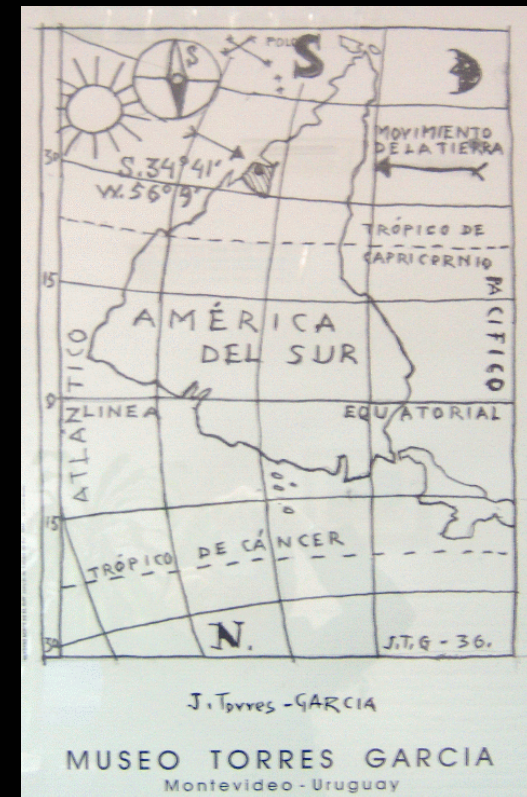 POLO S
S
MOVIMIENTO
DE LA TIERRA
30
S.34°41'
W.56°9'
TRÓPICO DE
CAPRICORNIO
15
PACIFICO
AMÉRICA
DEL SUR
ATLÁNTICO
0
LINEA EQUATORIAL
15
TRÓPICO DE CÁNCER
30
N.
J.T.G - 36.
J. Torres - GARCIA
MUSEO TORRES GARCIA
Montevideo - Uruguay